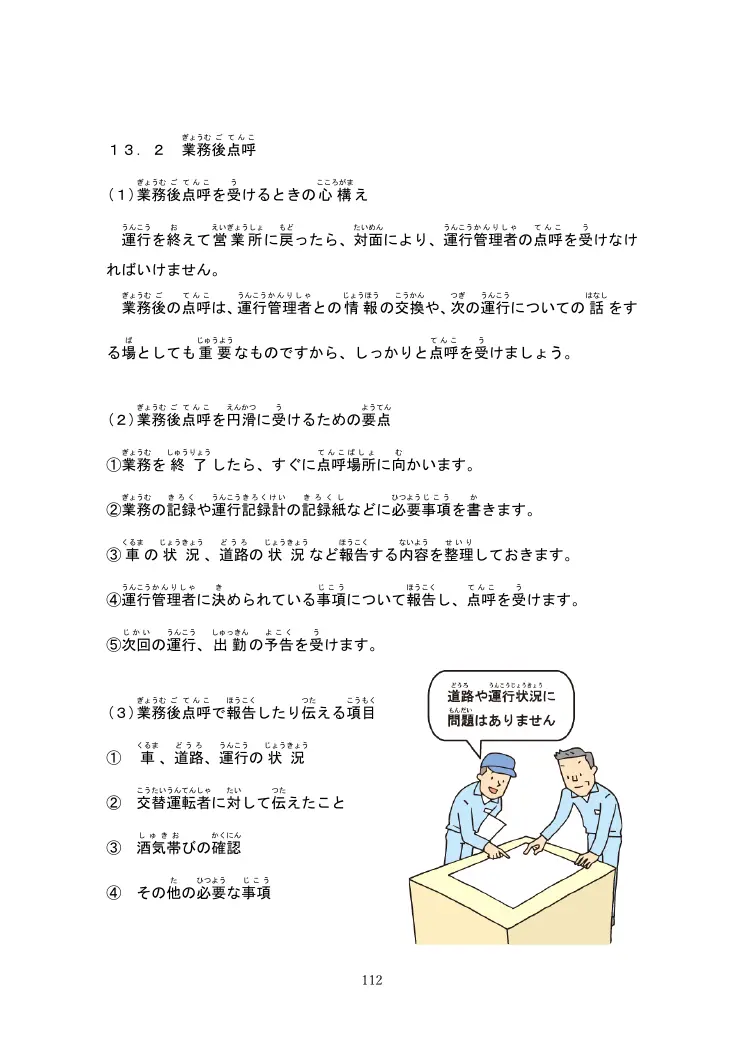 13．2　業務後点呼
（1）業務後点呼を受けるときの心構え
運行を終えて営業所に戻ったら、対面により、運行管理者の点呼を受けなけ
ればいけません。
業務後の点呼は、運行管理者との情報の交換や、次の運行についての話をす
る場としても重要なものですから、しっかりと点呼を受けましょう。
（2）業務後点呼を円滑に受けるための要点
①業務を終了したら、すぐに点呼場所に向かいます。
②業務の記録や運行記録計の記録紙などに必要事項を書きます。
③車の状況、道路の状況など報告する内容を整理しておきます。
④運行管理者に決められている事項について報告し、点呼を受けます。
⑤次回の運行、出勤の予告を受けます。
（3）業務後点呼で報告したり伝える項目
①　車、道路、運行の状況
②　交替運転者に対して伝えたこと
③　酒気帯びの確認
④　その他の必要な事項
道路や運行状況に
問題はありません
112